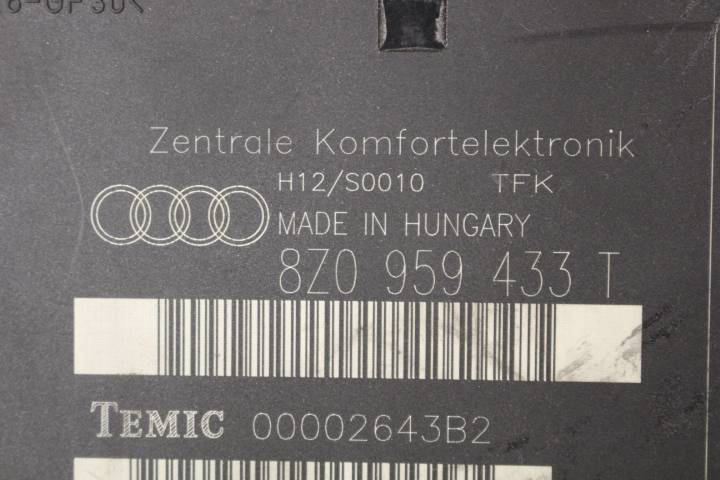 Zentrale Komfortelektronik
H12/S0010 TFK
MADE IN HUNGARY
8Z0 959 433 T
TEMIC 00002643B2